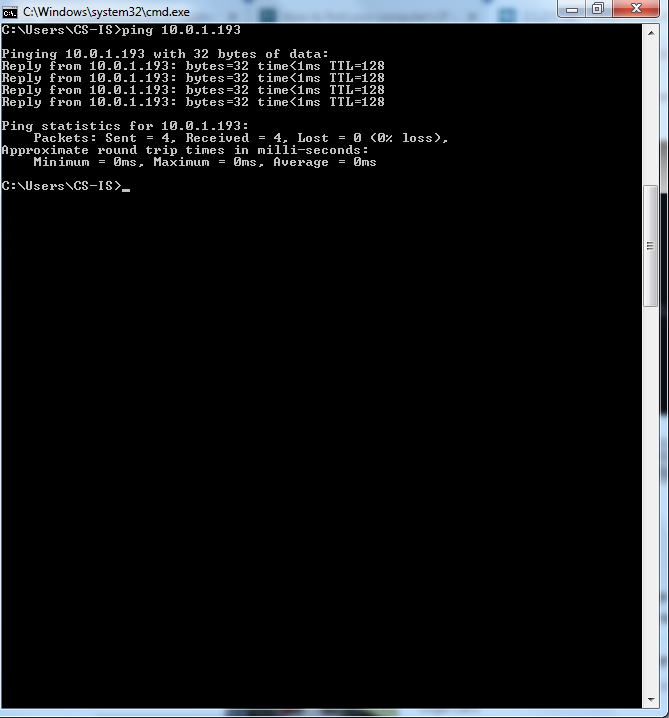 C:\Windows\system32\cmd.exe
C:\Users\CS-IS>ping 10.0.1.193
Pinging 10.0.1.193 with 32 bytes of data:
Reply from 10.0.1.193: bytes=32 time<1ms TTL=128
Reply from 10.0.1.193: bytes=32 time<1ms TTL=128
Reply from 10.0.1.193: bytes=32 time<1ms TTL=128
Reply from 10.0.1.193: bytes=32 time<1ms TTL=128
Ping statistics for 10.0.1.193:
    Packets: Sent = 4, Received = 4, Lost = 0 (0% loss),
Approximate round trip times in milli-seconds:
    Minimum = 0ms, Maximum = 0ms, Average = 0ms
C:\Users\CS-IS>_